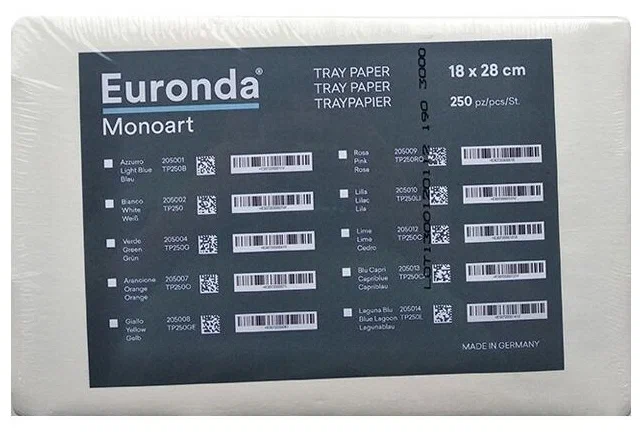 Euronda®
Monoart
TRAY PAPER
TRAY PAPER
TRAYPAPIER
18 x 28 cm
250 pz/pcs/St.
Azzurro 205001
Light Blue TP250B
Blau
Bianco 205002
White TP250
Weiß
Verde 205004
Green TP250G
Grün
Arancione 205007
Orange TP250O
Orange
Giallo 205008
Yellow TP250GE
Gelb
Rosa 205009
Pink TP250RO
Rosa
Lilla 205010
Lilac TP250LI
Lila
Lime 205012
Lime
Cedro
Blu Capri 205013
Capriblue
Capriblau
Laguna Blu 205014
Blue Lagoon TP250L
Lagunablau
190 3000
MADE IN GERMANY